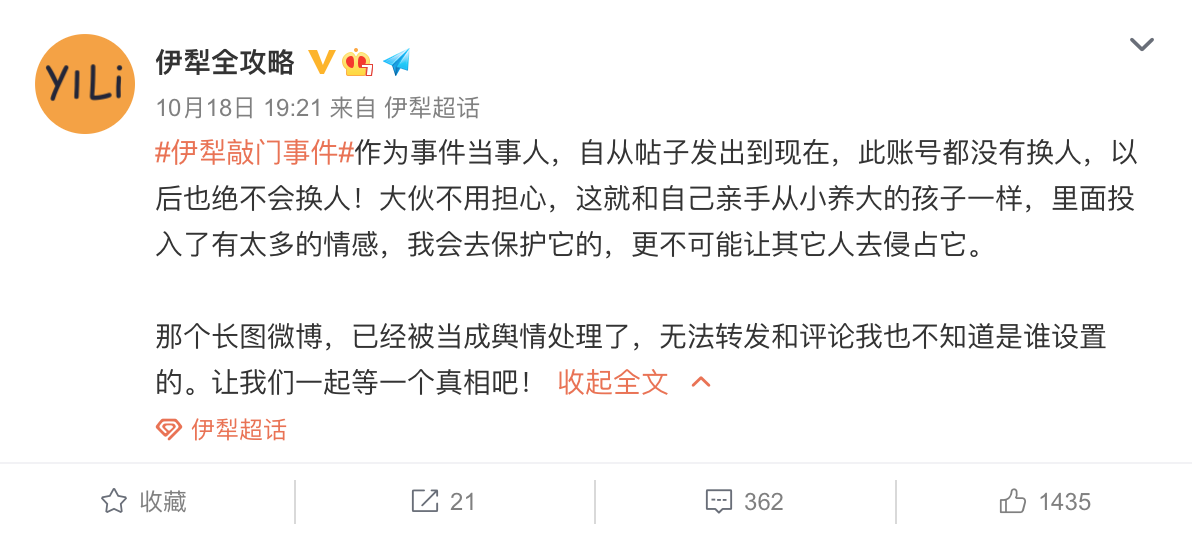 YILi
伊犁全攻略
10月18日 19:21 来自 伊犁超话
#伊犁敲门事件#作为事件当事人，自从帖子发出到现在，此账号都没有换人，以
后也绝不会换人！大伙不用担心，这就和自己亲手从小养大的孩子一样，里面投
入了有太多的情感，我会去保护它的，更不可能让其它人去侵占它。
那个长图微博，已经被当成舆情处理了，无法转发和评论我也不知道是谁设置
的。让我们一起等一个真相吧！ 收起全文
伊犁超话
收藏 21 362 1435